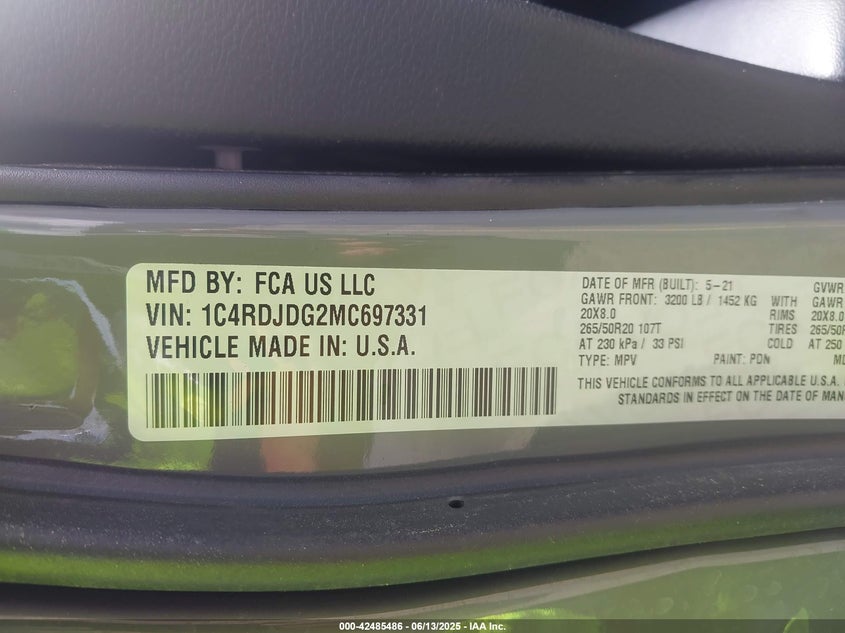 MFD BY: FCA US LLC
VIN: 1C4RDJDG2MC697331
VEHICLE MADE IN: U.S.A.
DATE OF MFR (BUILT): 5-21 GVWR
GAWR FRONT: 3200 LB / 1452 KG WITH GAWR
20X8.0 RIMS 20X8.0
265/50R20 107T TIRES 265/50R
AT 230 kPa / 33 PSI COLD AT 250
TYPE: MPV PAINT: PDN
THIS VEHICLE CONFORMS TO ALL APPLICABLE U.S.A.
STANDARDS IN EFFECT ON THE DATE OF MAN
000-42485486 - 06/13/2025 - IAA Inc.